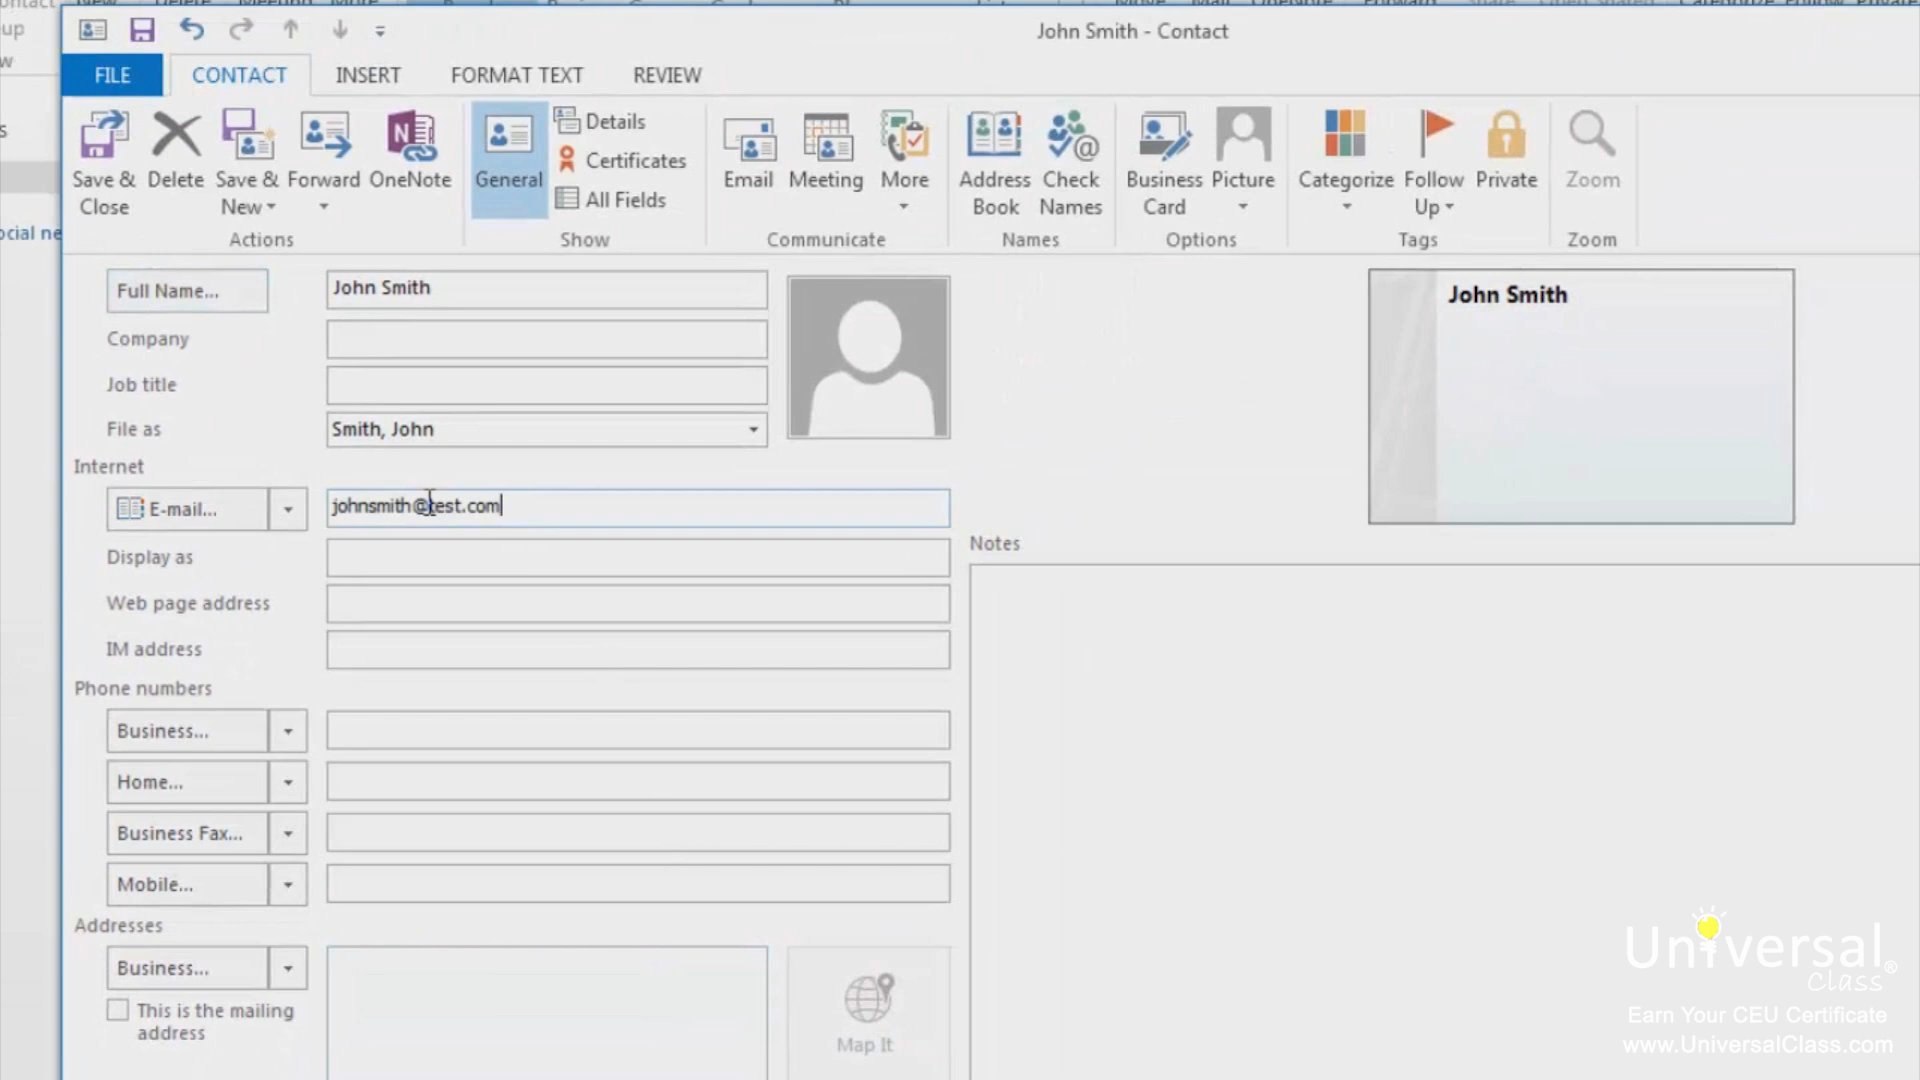 John Smith - Contact
FILE CONTACT INSERT FORMAT TEXT REVIEW
Save & Close
Delete
Save & New
Forward
OneNote
Actions
General
Details
Certificates
All Fields
Show
Email
Meeting
More
Communicate
Address Book
Check Names
Names
Business Card
Picture
Options
Categorize
Follow Up
Private
Tags
Zoom
Zoom
Full Name... John Smith
Company
Job title
File as Smith, John
Internet
E-mail... johnsmith@test.com
Display as
Web page address
IM address
Phone numbers
Business...
Home...
Business Fax...
Mobile...
Addresses
Business...
This is the mailing
address
Map It
John Smith
Notes
Universal
Class®
Earn Your CEU Certificate
www.UniversalClass.com